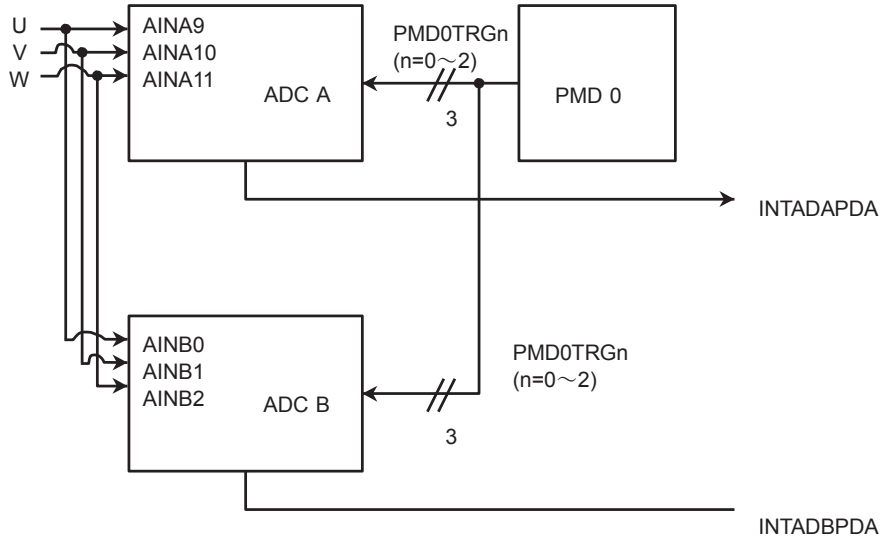 U
V
W
AINA9
AINA10
AINA11
ADC A
PMD0TRGn
(n=0～2)
3
PMD 0
INTADAPDA
AINB0
AINB1
AINB2
ADC B
PMD0TRGn
(n=0～2)
3
INTADBPDA